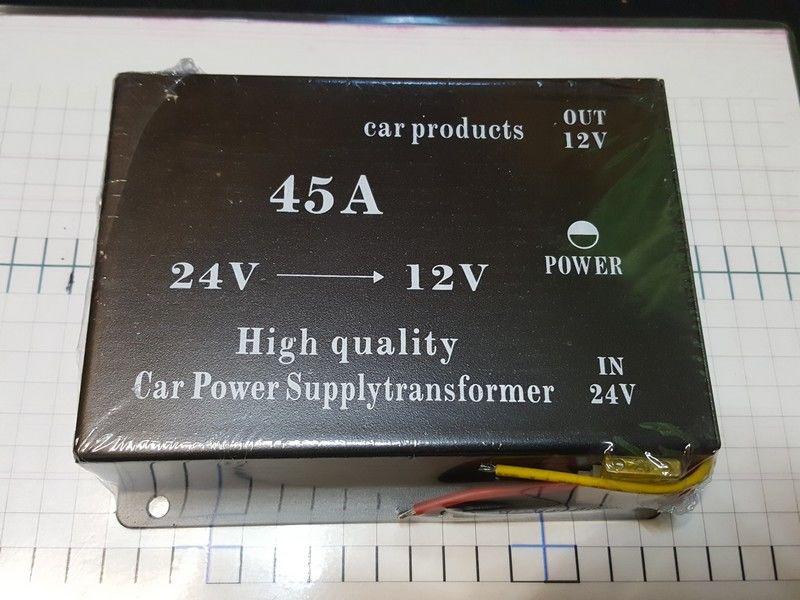 car products
OUT
12V
45A
POWER
24V 12V
High quality
Car Power Supplytransformer
IN
24V